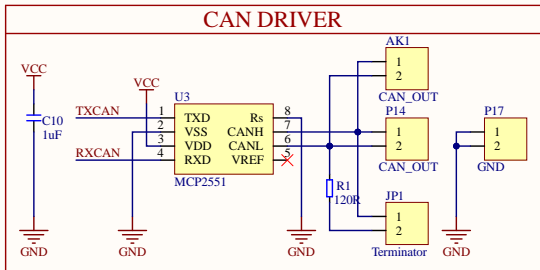 CAN DRIVER
VCC
C10
1uF
GND
VCC
TXCAN
RXCAN
GND
U3
1 TXD Rs 8
2 VSS CANH 7
3 VDD CANL 6
4 RXD VREF 5
MCP2551
GND
R1
120R
AK1
1
2
CAN_OUT
P14
1
2
CAN_OUT
JP1
1
2
Terminator
P17
1
2
GND
GND